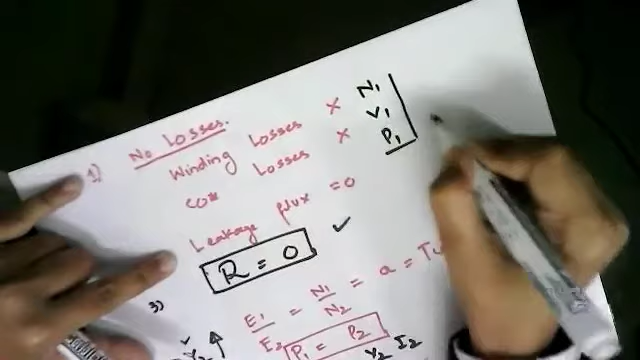 1) No Losses.
Winding Losses × N₁
Losses × V₁
P₁
Leakage flux = 0
R = 0 ✓
3) E₁/E₂ = N₁/N₂ = a =
P₁ = P₂
V₂ ↑ I₂